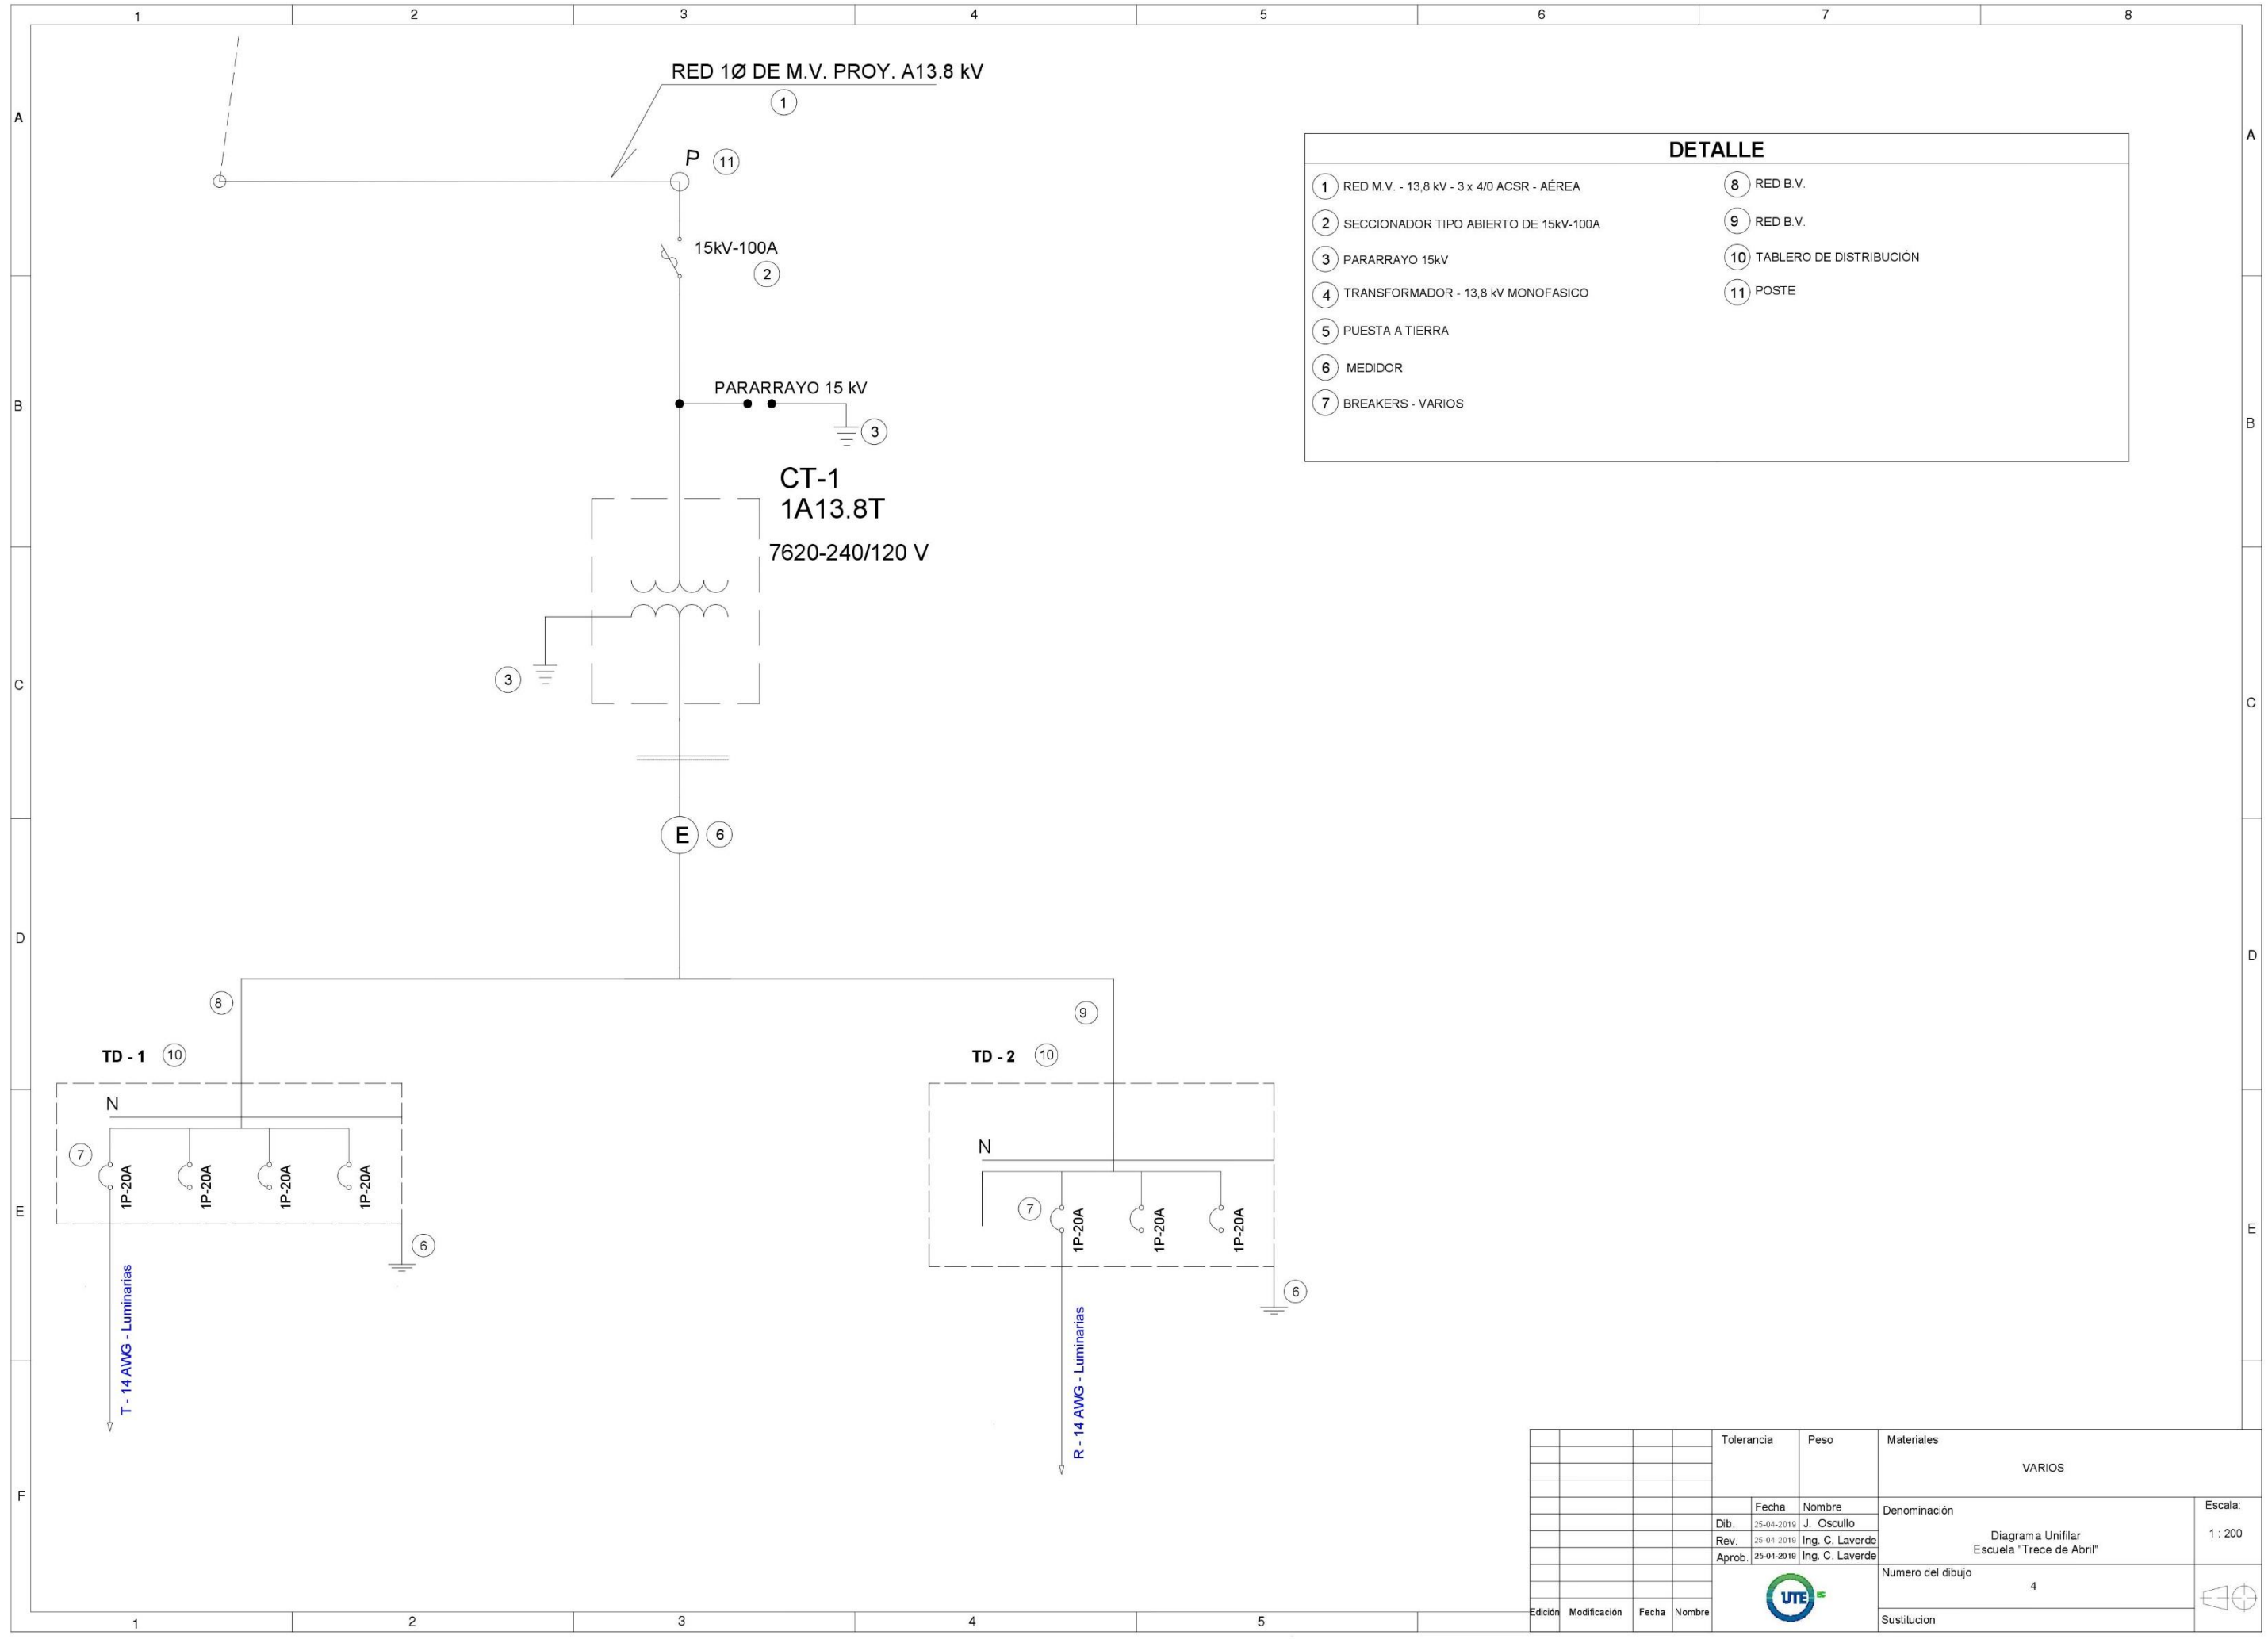 1 2 3 4 5 6 7 8
A
B
C
D
E
F
A
B
C
D
E
RED 1Ø DE M.V. PROY. A13.8 kV
1
P 11
15kV-100A
2
PARARRAYO 15 kV
3
CT-1
1A13.8T
7620-240/120 V
3
E 6
8
9
TD - 1 10
N
7
1P-20A
1P-20A
1P-20A
1P-20A
6
T - 14 AWG - Luminarias
TD - 2 10
N
7
1P-20A
1P-20A
1P-20A
6
R - 14 AWG - Luminarias
DETALLE
1 RED M.V. - 13,8 kV - 3 x 4/0 ACSR - AÉREA
2 SECCIONADOR TIPO ABIERTO DE 15kV-100A
3 PARARRAYO 15kV
4 TRANSFORMADOR - 13,8 kV MONOFASICO
5 PUESTA A TIERRA
6 MEDIDOR
7 BREAKERS - VARIOS
8 RED B.V.
9 RED B.V.
10 TABLERO DE DISTRIBUCIÓN
11 POSTE
Tolerancia Peso Materiales
VARIOS
Fecha Nombre
Dib. 25-04-2019 J. Oscullo
Rev. 25-04-2019 Ing. C. Laverde
Aprob. 25-04-2019 Ing. C. Laverde
Denominación
Diagrama Unifilar
Escuela "Trece de Abril"
Escala:
1 : 200
Numero del dibujo
4
Sustitucion
UTE
Edición Modificación Fecha Nombre
1 2 3 4 5